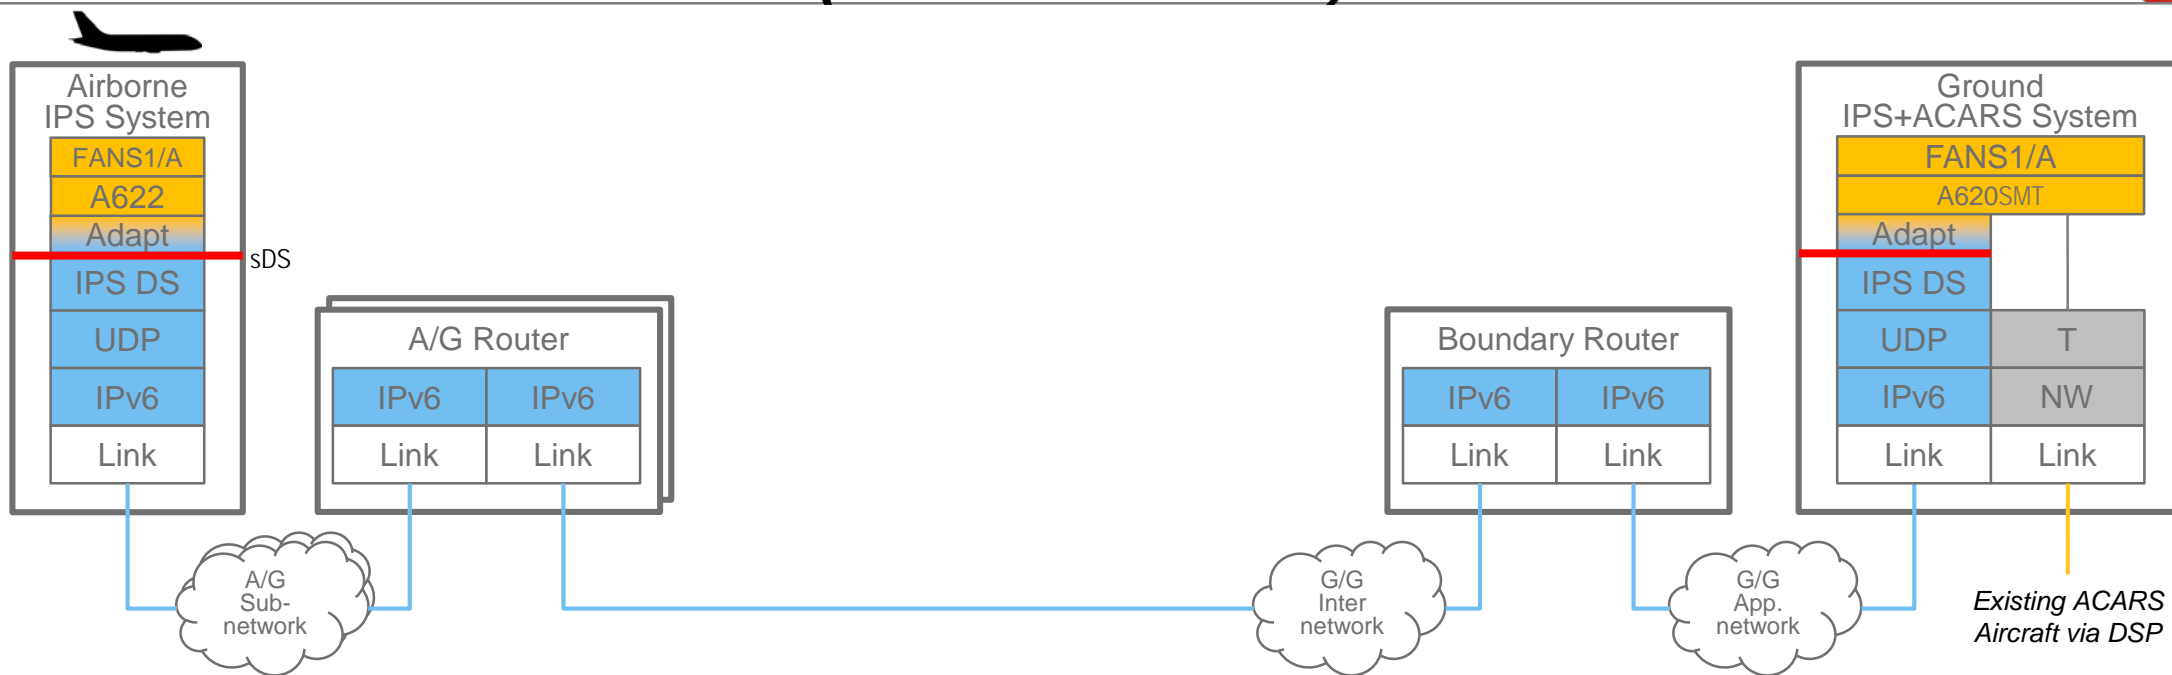 Airborne
IPS System
FANS1/A
A622
Adapt
sDS
IPS DS
UDP
IPv6
Link
A/G
Sub-
network
A/G Router
IPv6 IPv6
Link Link
G/G
Inter
network
Boundary Router
IPv6 IPv6
Link Link
G/G
App.
network
Ground
IPS+ACARS System
FANS1/A
A620SMT
Adapt
IPS DS
UDP T
IPv6 NW
Link Link
Existing ACARS
Aircraft via DSP